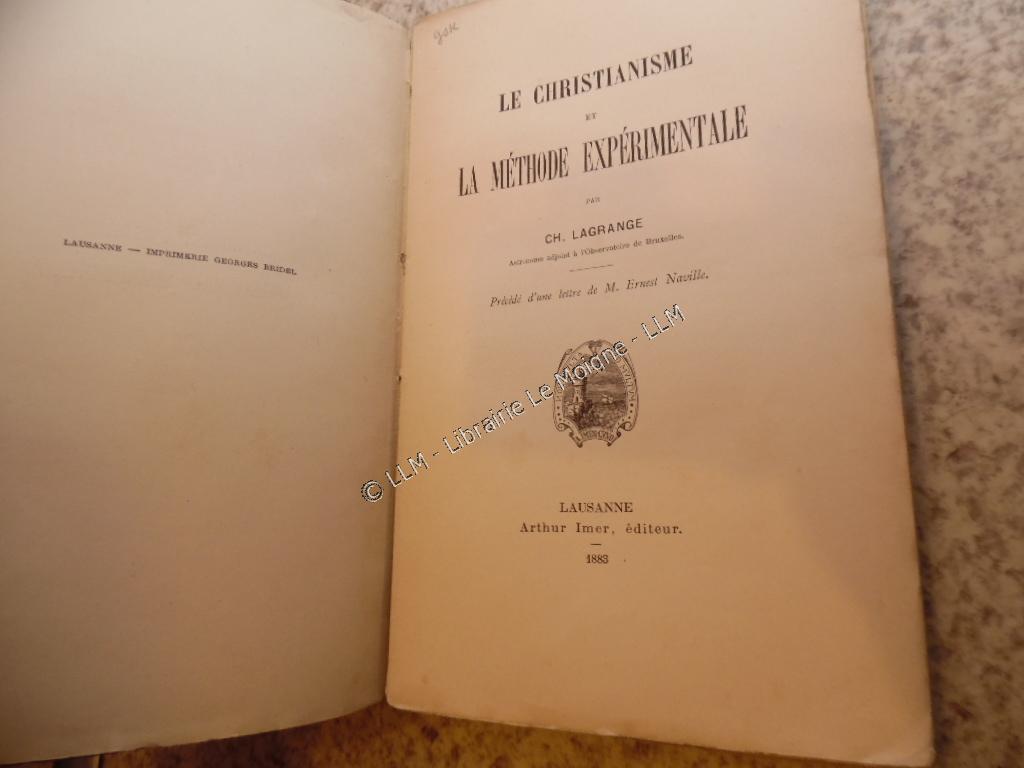 LAUSANNE — IMPRIMERIE GEORGES BRIDEL
LE CHRISTIANISME
ET
LA MÉTHODE EXPÉRIMENTALE
PAR
CH. LAGRANGE
Astronome adjoint à l'Observatoire de Bruxelles.
Précédé d'une lettre de M. Ernest Naville.
© LLM - Librairie Le Moigne - LLM
LAUSANNE
Arthur Imer, éditeur.
1883